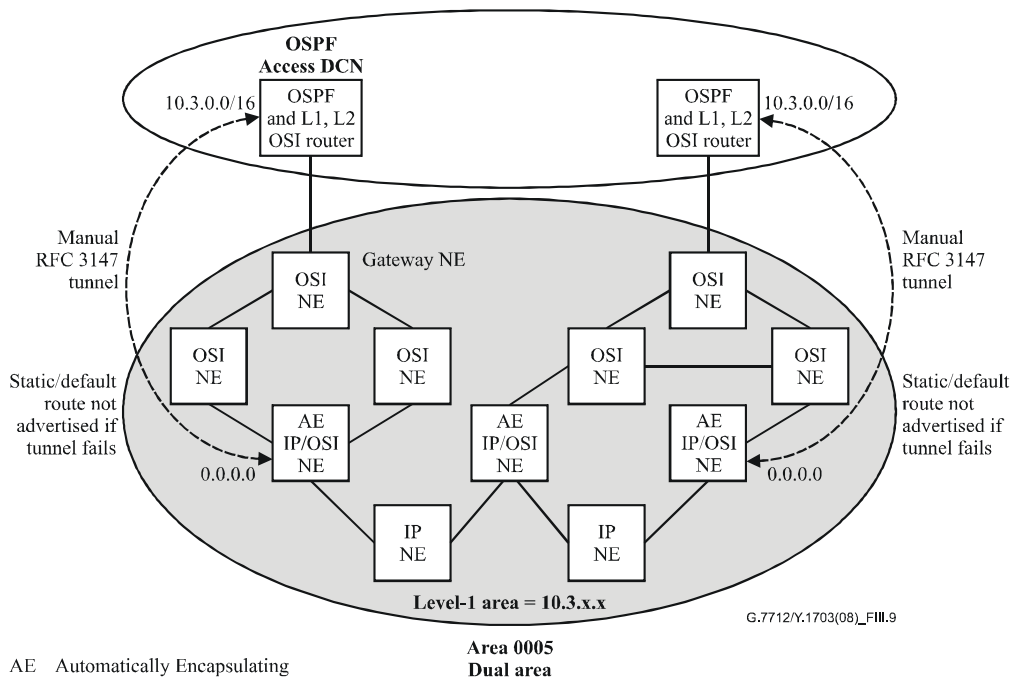 OSPF
Access DCN
10.3.0.0/16
OSPF
and L1, L2
OSI router
OSPF
and L1, L2
OSI router
10.3.0.0/16
Manual
RFC 3147
tunnel
Gateway NE
OSI
NE
OSI
NE
Manual
RFC 3147
tunnel
OSI
NE
OSI
NE
OSI
NE
OSI
NE
Static/default
route not
advertised if
tunnel fails
AE
IP/OSI
NE
AE
IP/OSI
NE
AE
IP/OSI
NE
Static/default
route not
advertised if
tunnel fails
0.0.0.0
0.0.0.0
IP
NE
IP
NE
Level-1 area = 10.3.x.x
G.7712/Y.1703(08)_FIII.9
Area 0005
Dual area
AE Automatically Encapsulating